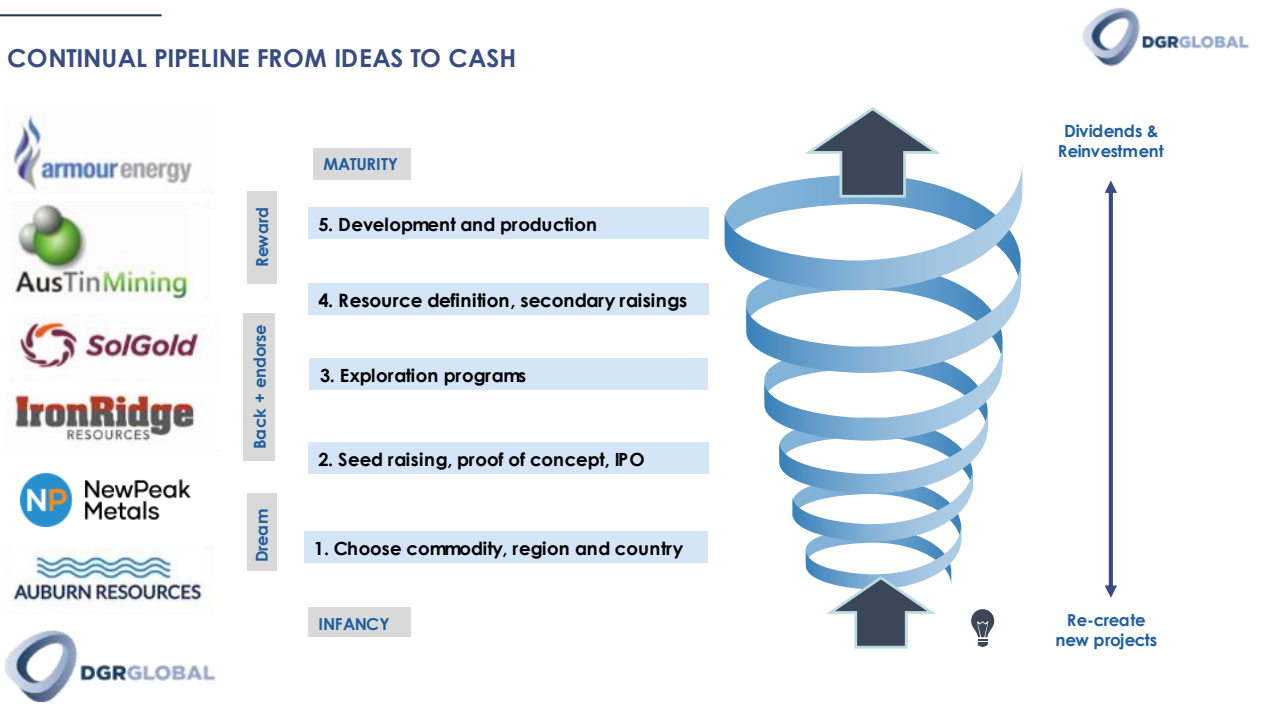 CONTINUAL PIPELINE FROM IDEAS TO CASH
DGRGLOBAL
armourenergy
AusTinMining
SolGold
IronRidge
RESOURCES
NP
NewPeak
Metals
AUBURN RESOURCES
DGRGLOBAL
Reward
Back + endorse
Dream
MATURITY
5. Development and production
4. Resource definition, secondary raisings
3. Exploration programs
2. Seed raising, proof of concept, IPO
1. Choose commodity, region and country
INFANCY
Dividends &
Reinvestment
Re-create
new projects